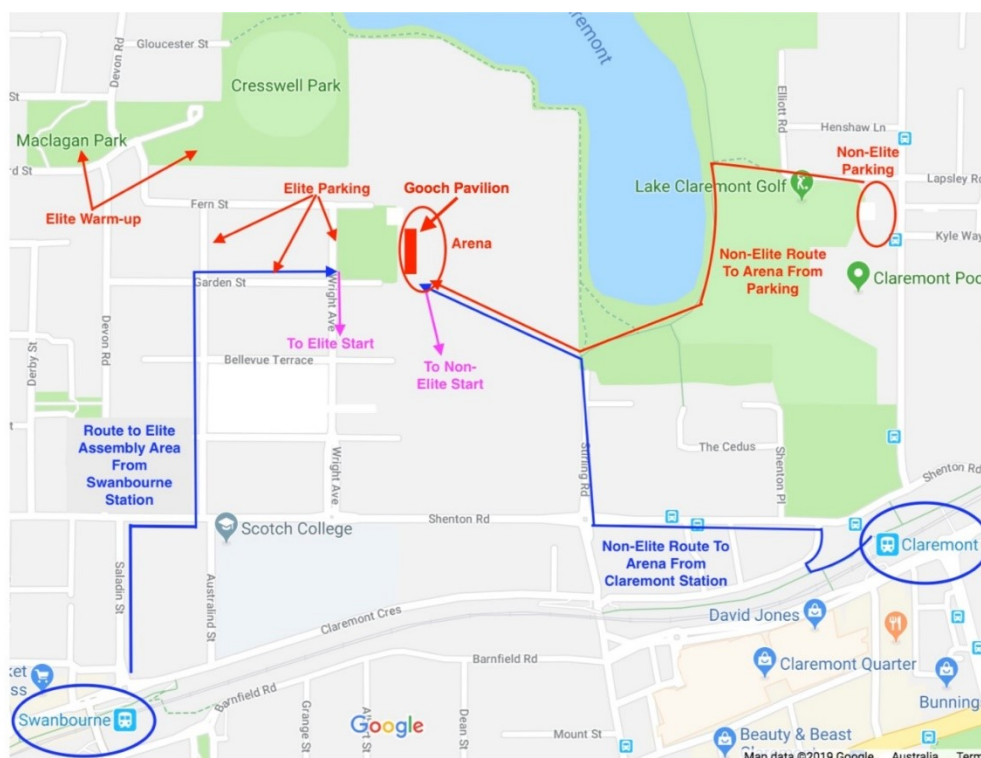 Gloucester St
Devon Rd
Cresswell Park
aremont
Elliott Rd
Henshaw Ln
Maclagan Park
rd St
Non-Elite
Parking
Lake Claremont Golf
Lapsley Rd
Elite Warm-up
Fern St
Elite Parking
Gooch Pavilion
Arena
Kyle Way
Non-Elite Route
To Arena From
Parking
Claremont Poo
Garden St
Wright Ave
To Elite Start
To Non-
Elite Start
Derby St
Devon Rd
Bellevue Terrace
Route to Elite
Assembly Area
From
Swanbourne
Station
Wright Ave
Stirling Rd
The Cedus
Shenton Pl
Shenton Rd
Scotch College
Shenton Rd
Non-Elite Route To
Arena From
Claremont Station
Claremont
Saladin St
Australind St
Claremont Cres
David Jones
Barnfield Rd
Claremont Quarter
ket
ss
Swanbourne
Barnfield Rd
Grange St
Dean St
Google
Mount St
Bunning
Beauty & Beast
Map data ©2019 Google
Australia
Term